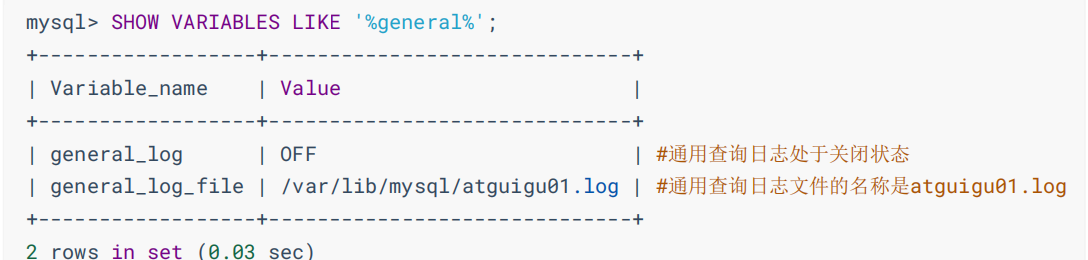 mysql> SHOW VARIABLES LIKE '%general%';
+------------------+------------------------------+
| Variable_name    | Value                        |
+------------------+------------------------------+
| general_log      | OFF                          | #通用查询日志处于关闭状态
| general_log_file | /var/lib/mysql/atguigu01.log | #通用查询日志文件的名称是atguigu01.log
+------------------+------------------------------+
2 rows in set (0.03 sec)